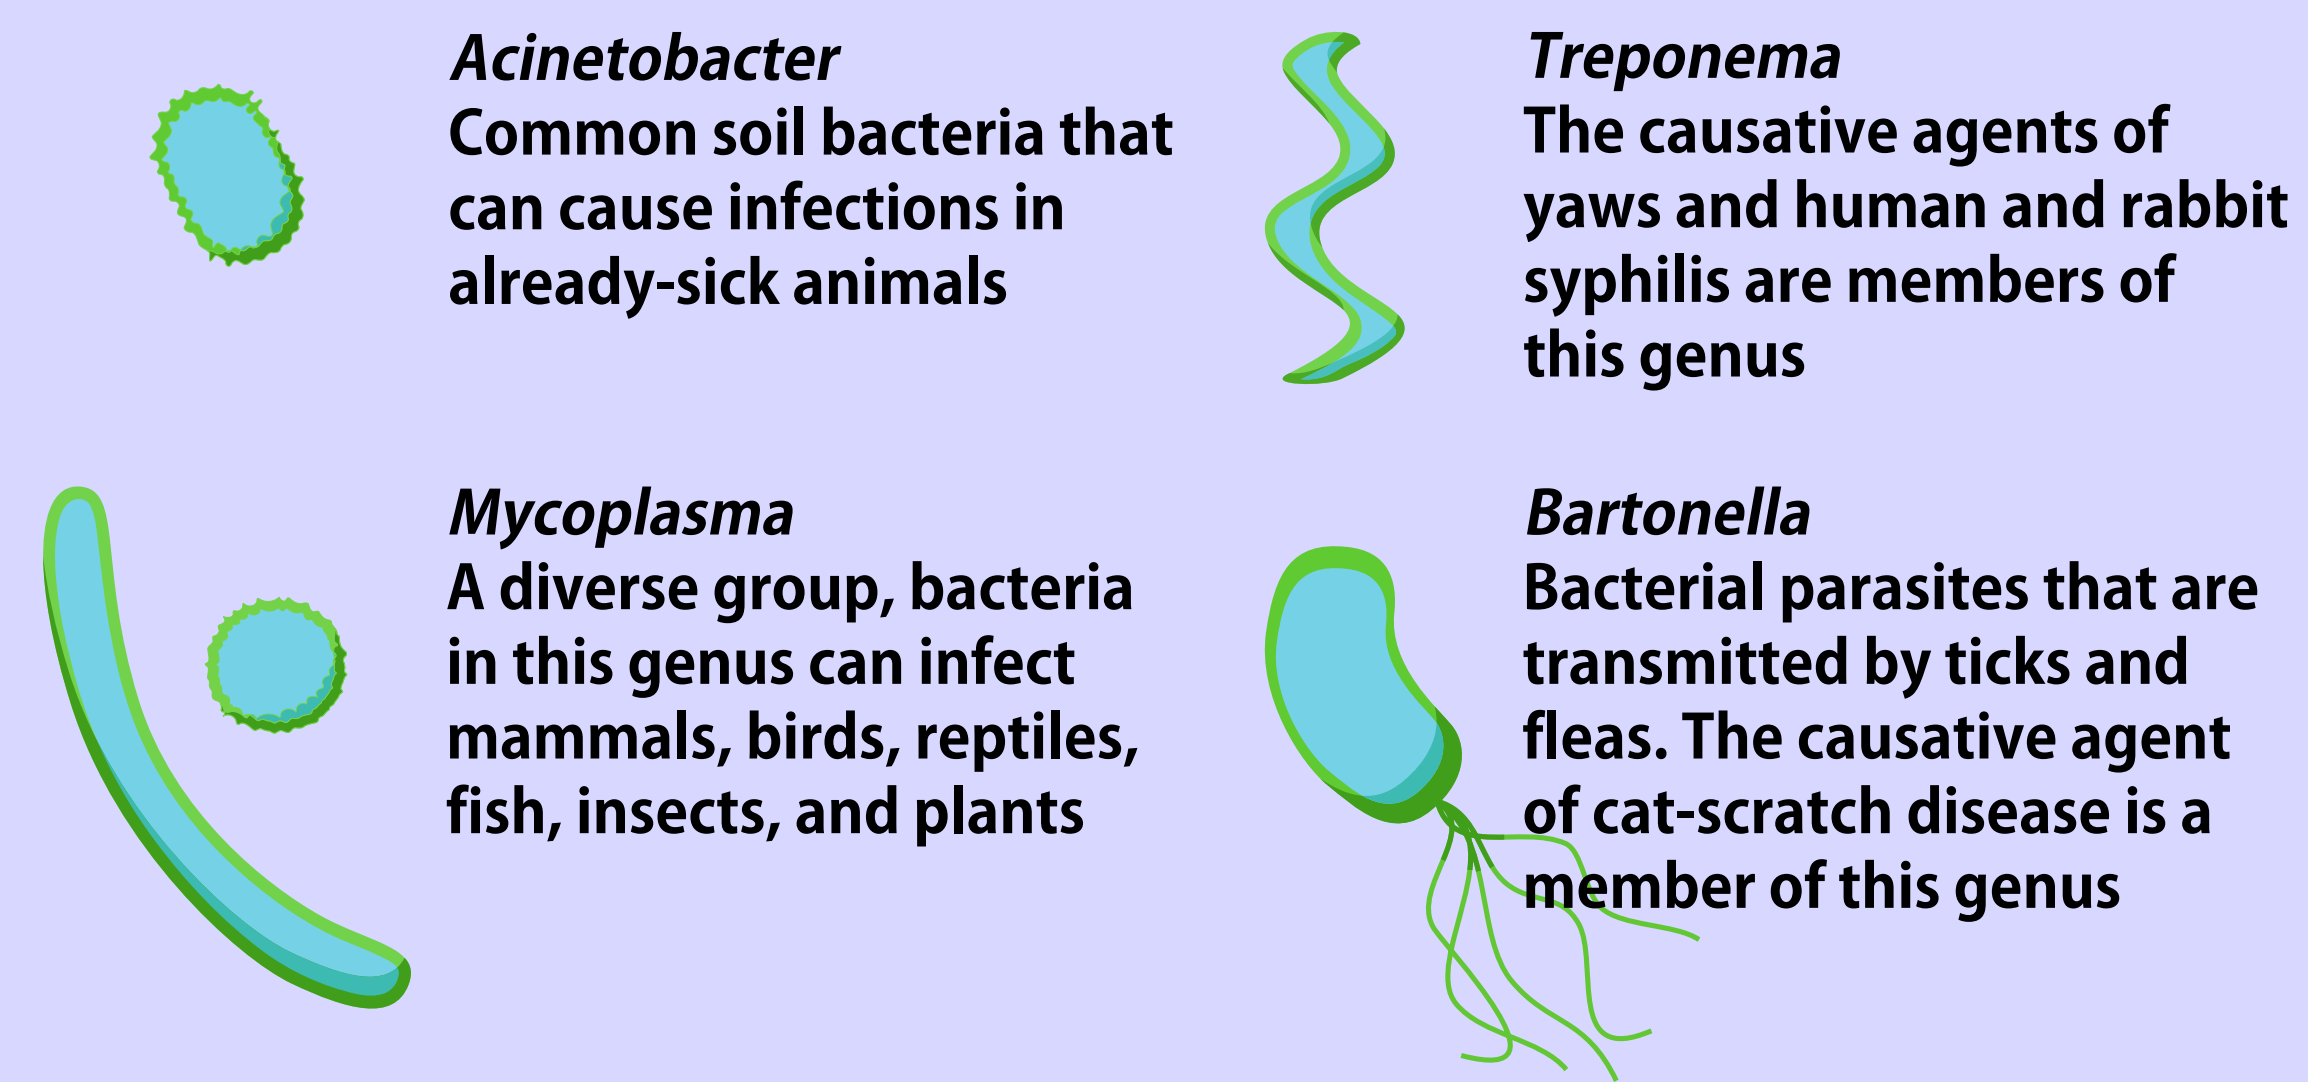 Acinetobacter
Common soil bacteria that
can cause infections in
already-sick animals
Treponema
The causative agents of
yaws and human and rabbit
syphilis are members of
this genus
Mycoplasma
A diverse group, bacteria
in this genus can infect
mammals, birds, reptiles,
fish, insects, and plants
Bartonella
Bacterial parasites that are
transmitted by ticks and
fleas. The causative agent
of cat-scratch disease is a
member of this genus